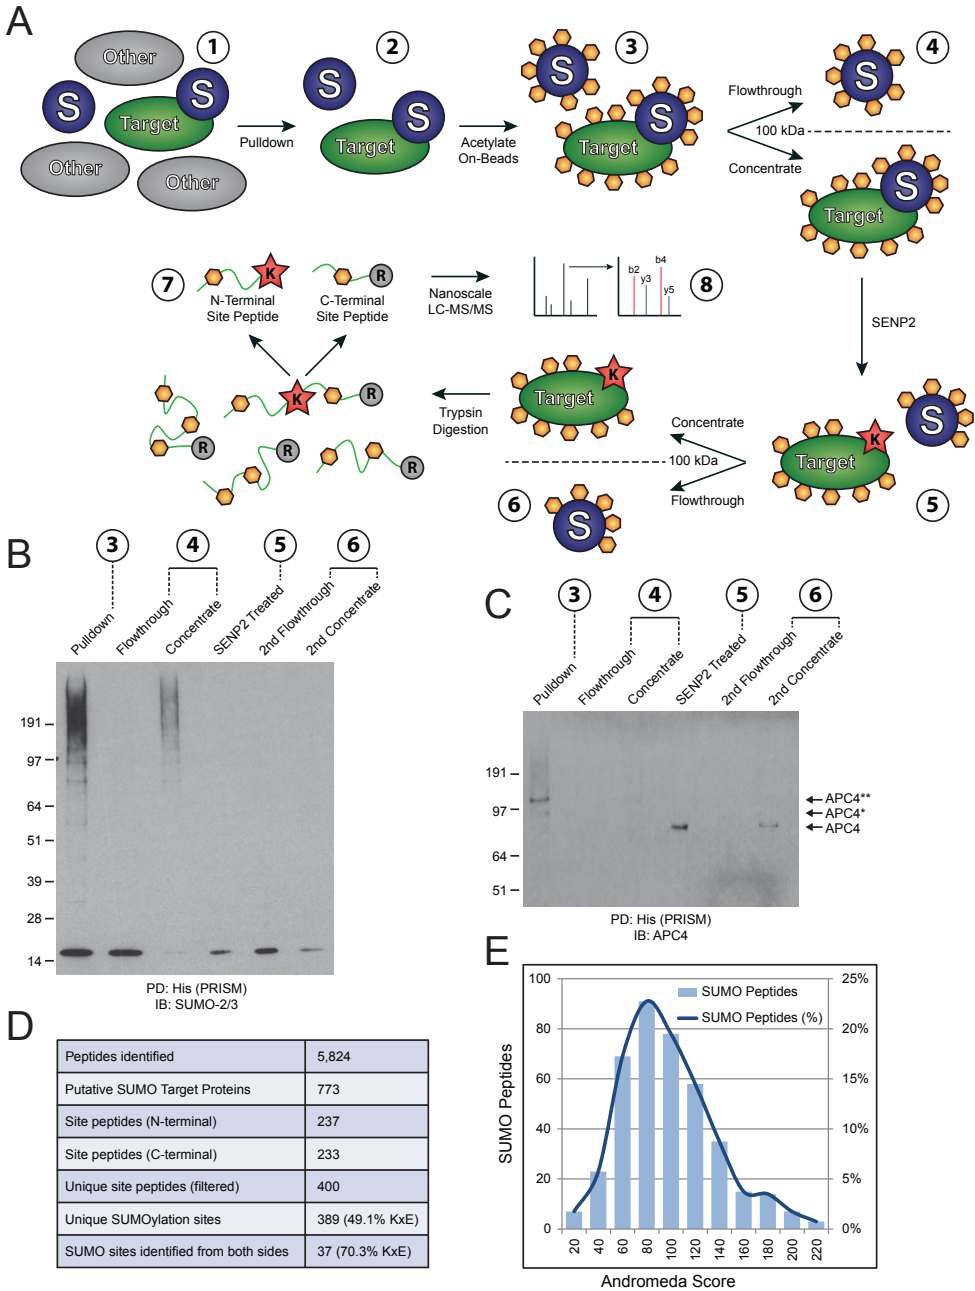 A
Other
1
2
3
4
S
S
Target
Other
Other
Pulldown
S
S
Target
Acetylate
On-Beads
S
S
Target
Flowthrough
100 kDa
Concentrate
S
S
Target
SENP2
7
K
R
N-Terminal
Site Peptide
C-Terminal
Site Peptide
Nanoscale
LC-MS/MS
b2
y3
b4
y5
8
K
R
R
R
R
Trypsin
Digestion
Target
K
Concentrate
100 kDa
Flowthrough
6
S
Target
K
S
5
B
3
4
5
6
Pulldown
Flowthrough
Concentrate
SENP2 Treated
2nd Flowthrough
2nd Concentrate
191
97
64
51
39
28
14
PD: His (PRISM)
IB: SUMO-2/3
C
3
4
5
6
Pulldown
Flowthrough
Concentrate
SENP2 Treated
2nd Flowthrough
2nd Concentrate
191
97
64
51
APC4**
APC4*
APC4
PD: His (PRISM)
IB: APC4
D
Peptides identified 5,824
Putative SUMO Target Proteins 773
Site peptides (N-terminal) 237
Site peptides (C-terminal) 233
Unique site peptides (filtered) 400
Unique SUMOylation sites 389 (49.1% KxE)
SUMO sites identified from both sides 37 (70.3% KxE)
E
SUMO Peptides
100
80
60
40
20
0
SUMO Peptides
SUMO Peptides (%)
25%
20%
15%
10%
5%
0%
20 40 60 80 100 120 140 160 180 200 220
Andromeda Score